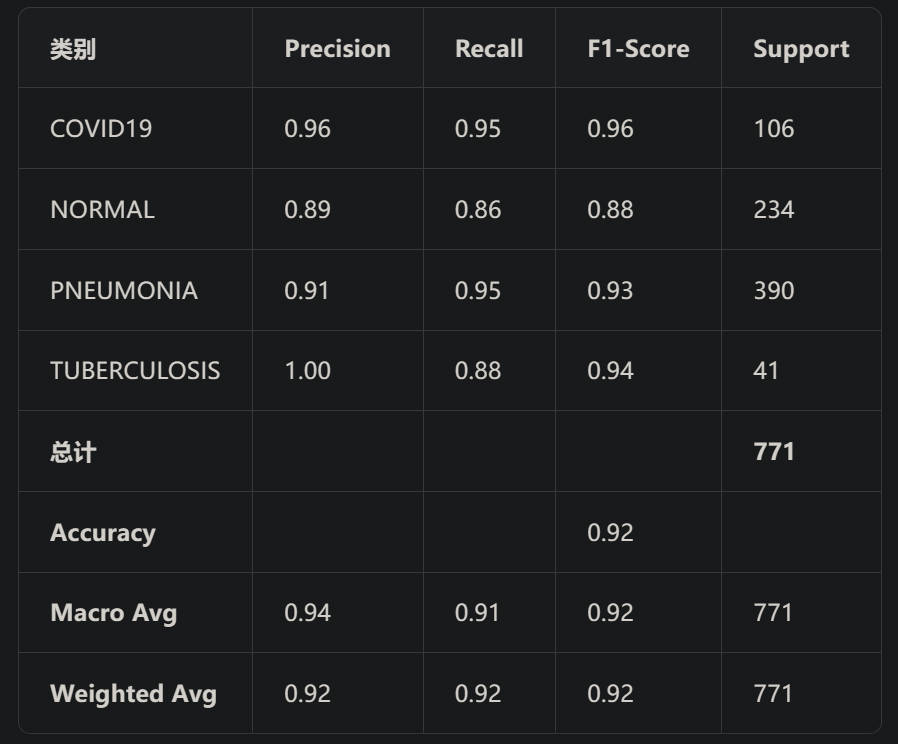 类别 Precision Recall F1-Score Support
COVID19 0.96 0.95 0.96 106
NORMAL 0.89 0.86 0.88 234
PNEUMONIA 0.91 0.95 0.93 390
TUBERCULOSIS 1.00 0.88 0.94 41
总计 771
Accuracy 0.92
Macro Avg 0.94 0.91 0.92 771
Weighted Avg 0.92 0.92 0.92 771